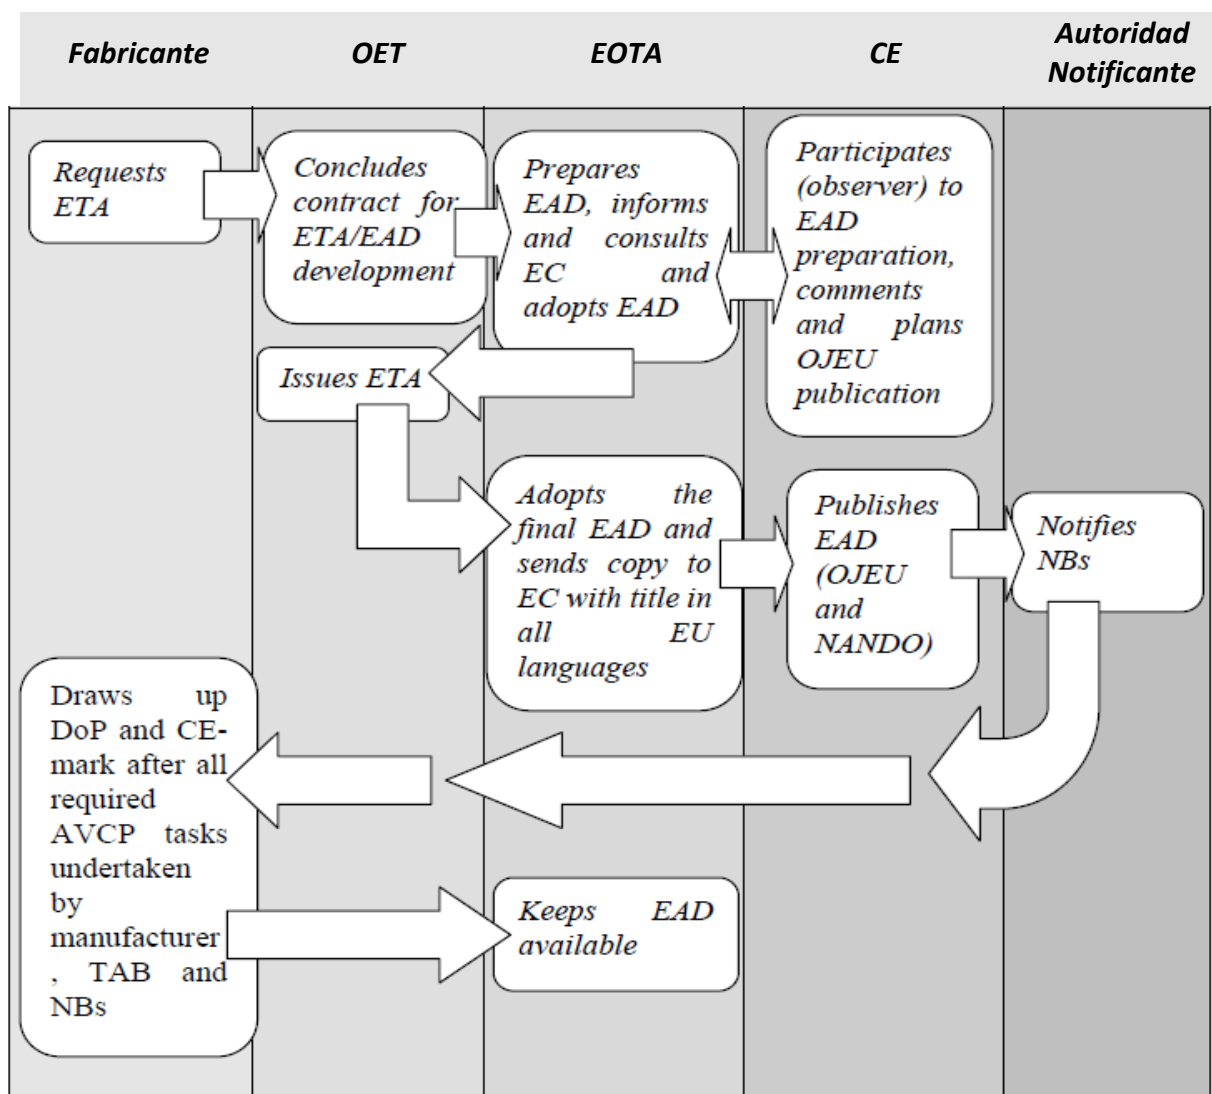 Fabricante
OET
EOTA
CE
Autoridad
Notificante
Requests
ETA
Concludes
contract for
ETA/EAD
development
Prepares
EAD, informs
and consults
EC and
adopts EAD
Participates
(observer) to
EAD
preparation,
comments
and plans
OJEU
publication
Issues ETA
Adopts the
final EAD and
sends copy to
EC with title in
all EU
languages
Publishes
EAD
(OJEU
and
NANDO)
Notifies
NBs
Draws up
DoP and CE-
mark after all
required
AVCP tasks
undertaken
by
manufacturer
, TAB and
NBs
Keeps EAD
available